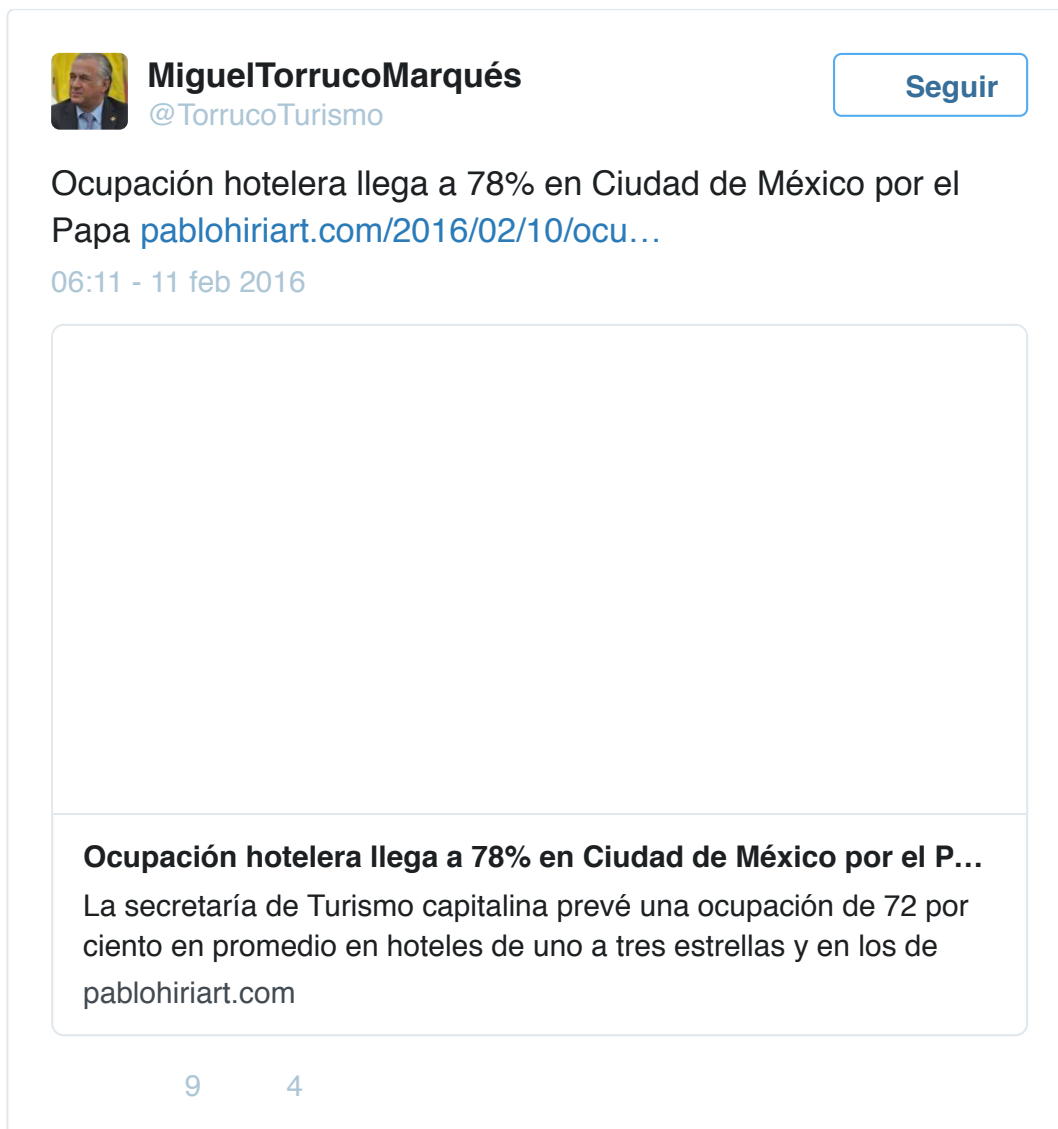 MiguelTorrucoMarqués
@TorrucoTurismo
Seguir
Ocupación hotelera llega a 78% en Ciudad de México por el
Papa pablohiriart.com/2016/02/10/ocu…
06:11 - 11 feb 2016
Ocupación hotelera llega a 78% en Ciudad de México por el P…
La secretaría de Turismo capitalina prevé una ocupación de 72 por
ciento en promedio en hoteles de uno a tres estrellas y en los de
pablohiriart.com
9 4